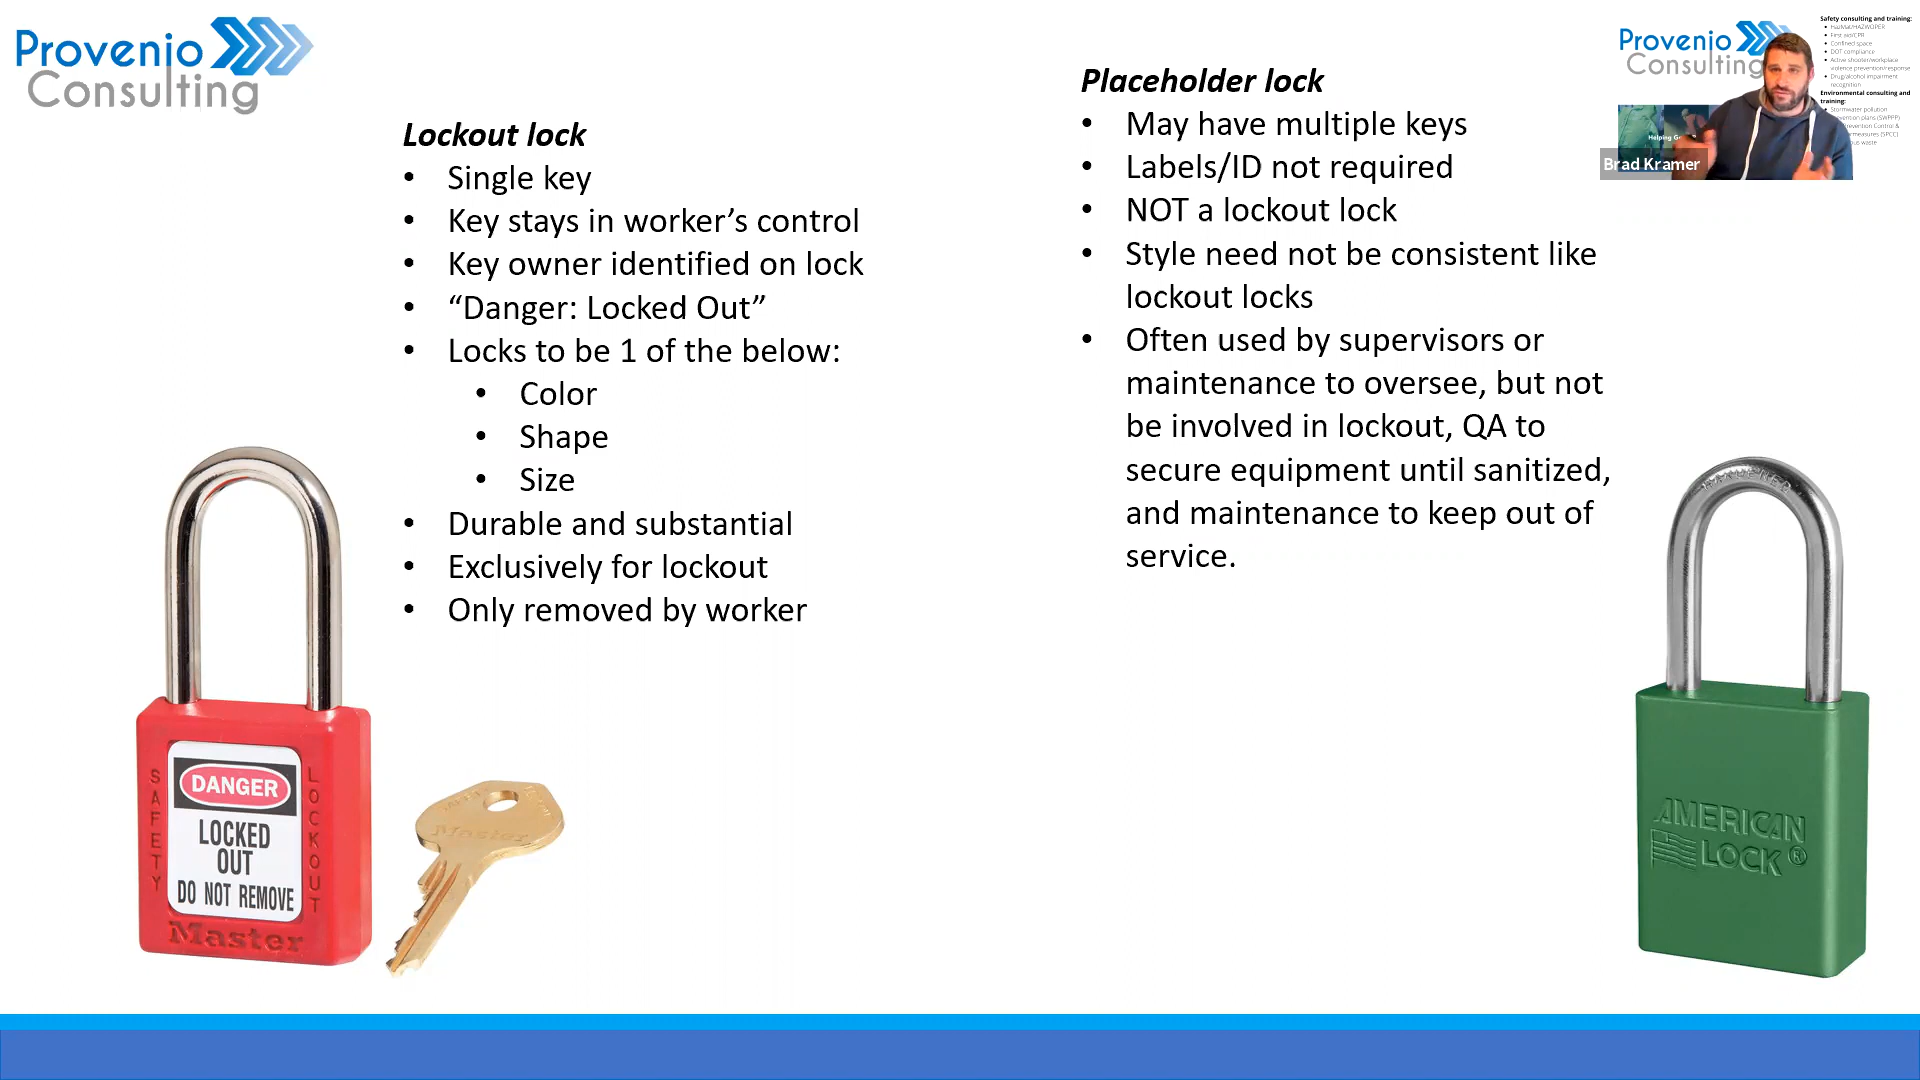 Provenio
Consulting
Lockout lock
• Single key
• Key stays in worker’s control
• Key owner identified on lock
• “Danger: Locked Out”
• Locks to be 1 of the below:
• Color
• Shape
• Size
• Durable and substantial
• Exclusively for lockout
• Only removed by worker
Placeholder lock
• May have multiple keys
• Labels/ID not required
• NOT a lockout lock
• Style need not be consistent like
lockout locks
• Often used by supervisors or
maintenance to oversee, but not
be involved in lockout, QA to
secure equipment until sanitized,
and maintenance to keep out of
service.
Provenio
Consulting
Safety consulting and training:
• HazMat/HAZWOPER
• First aid/CPR
• Confined space
• DOT compliance
• Active shooter/workplace
violence prevention/response
• Drug/alcohol impairment
recognition
Environmental consulting and
training:
• Stormwater pollution
plans (SWPPP)
Control &
(SPCC)
waste
Helping
Brad Kramer
SAFETY
LOCKOUT
DANGER
LOCKED
OUT
DO NOT REMOVE
Master
Master
AMERICAN
LOCK®